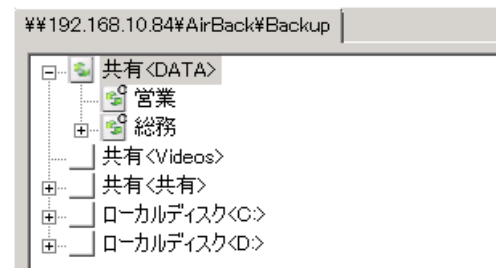 ¥¥192.168.10.84¥AirBack¥Backup
共有<DATA>
営業
総務
共有<Videos>
共有<共有>
ローカルディスク<C:>
ローカルディスク<D:>